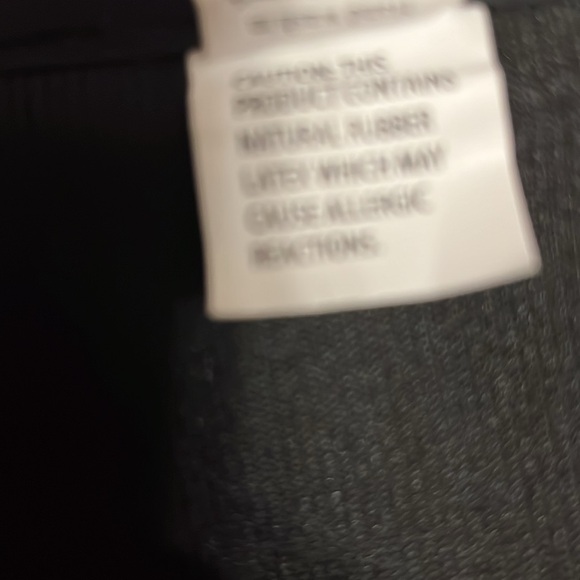 CAUTION: THIS
PRODUCT CONTAINS
NATURAL RUBBER
LATEX WHICH MAY
CAUSE ALLERGIC
REACTIONS.